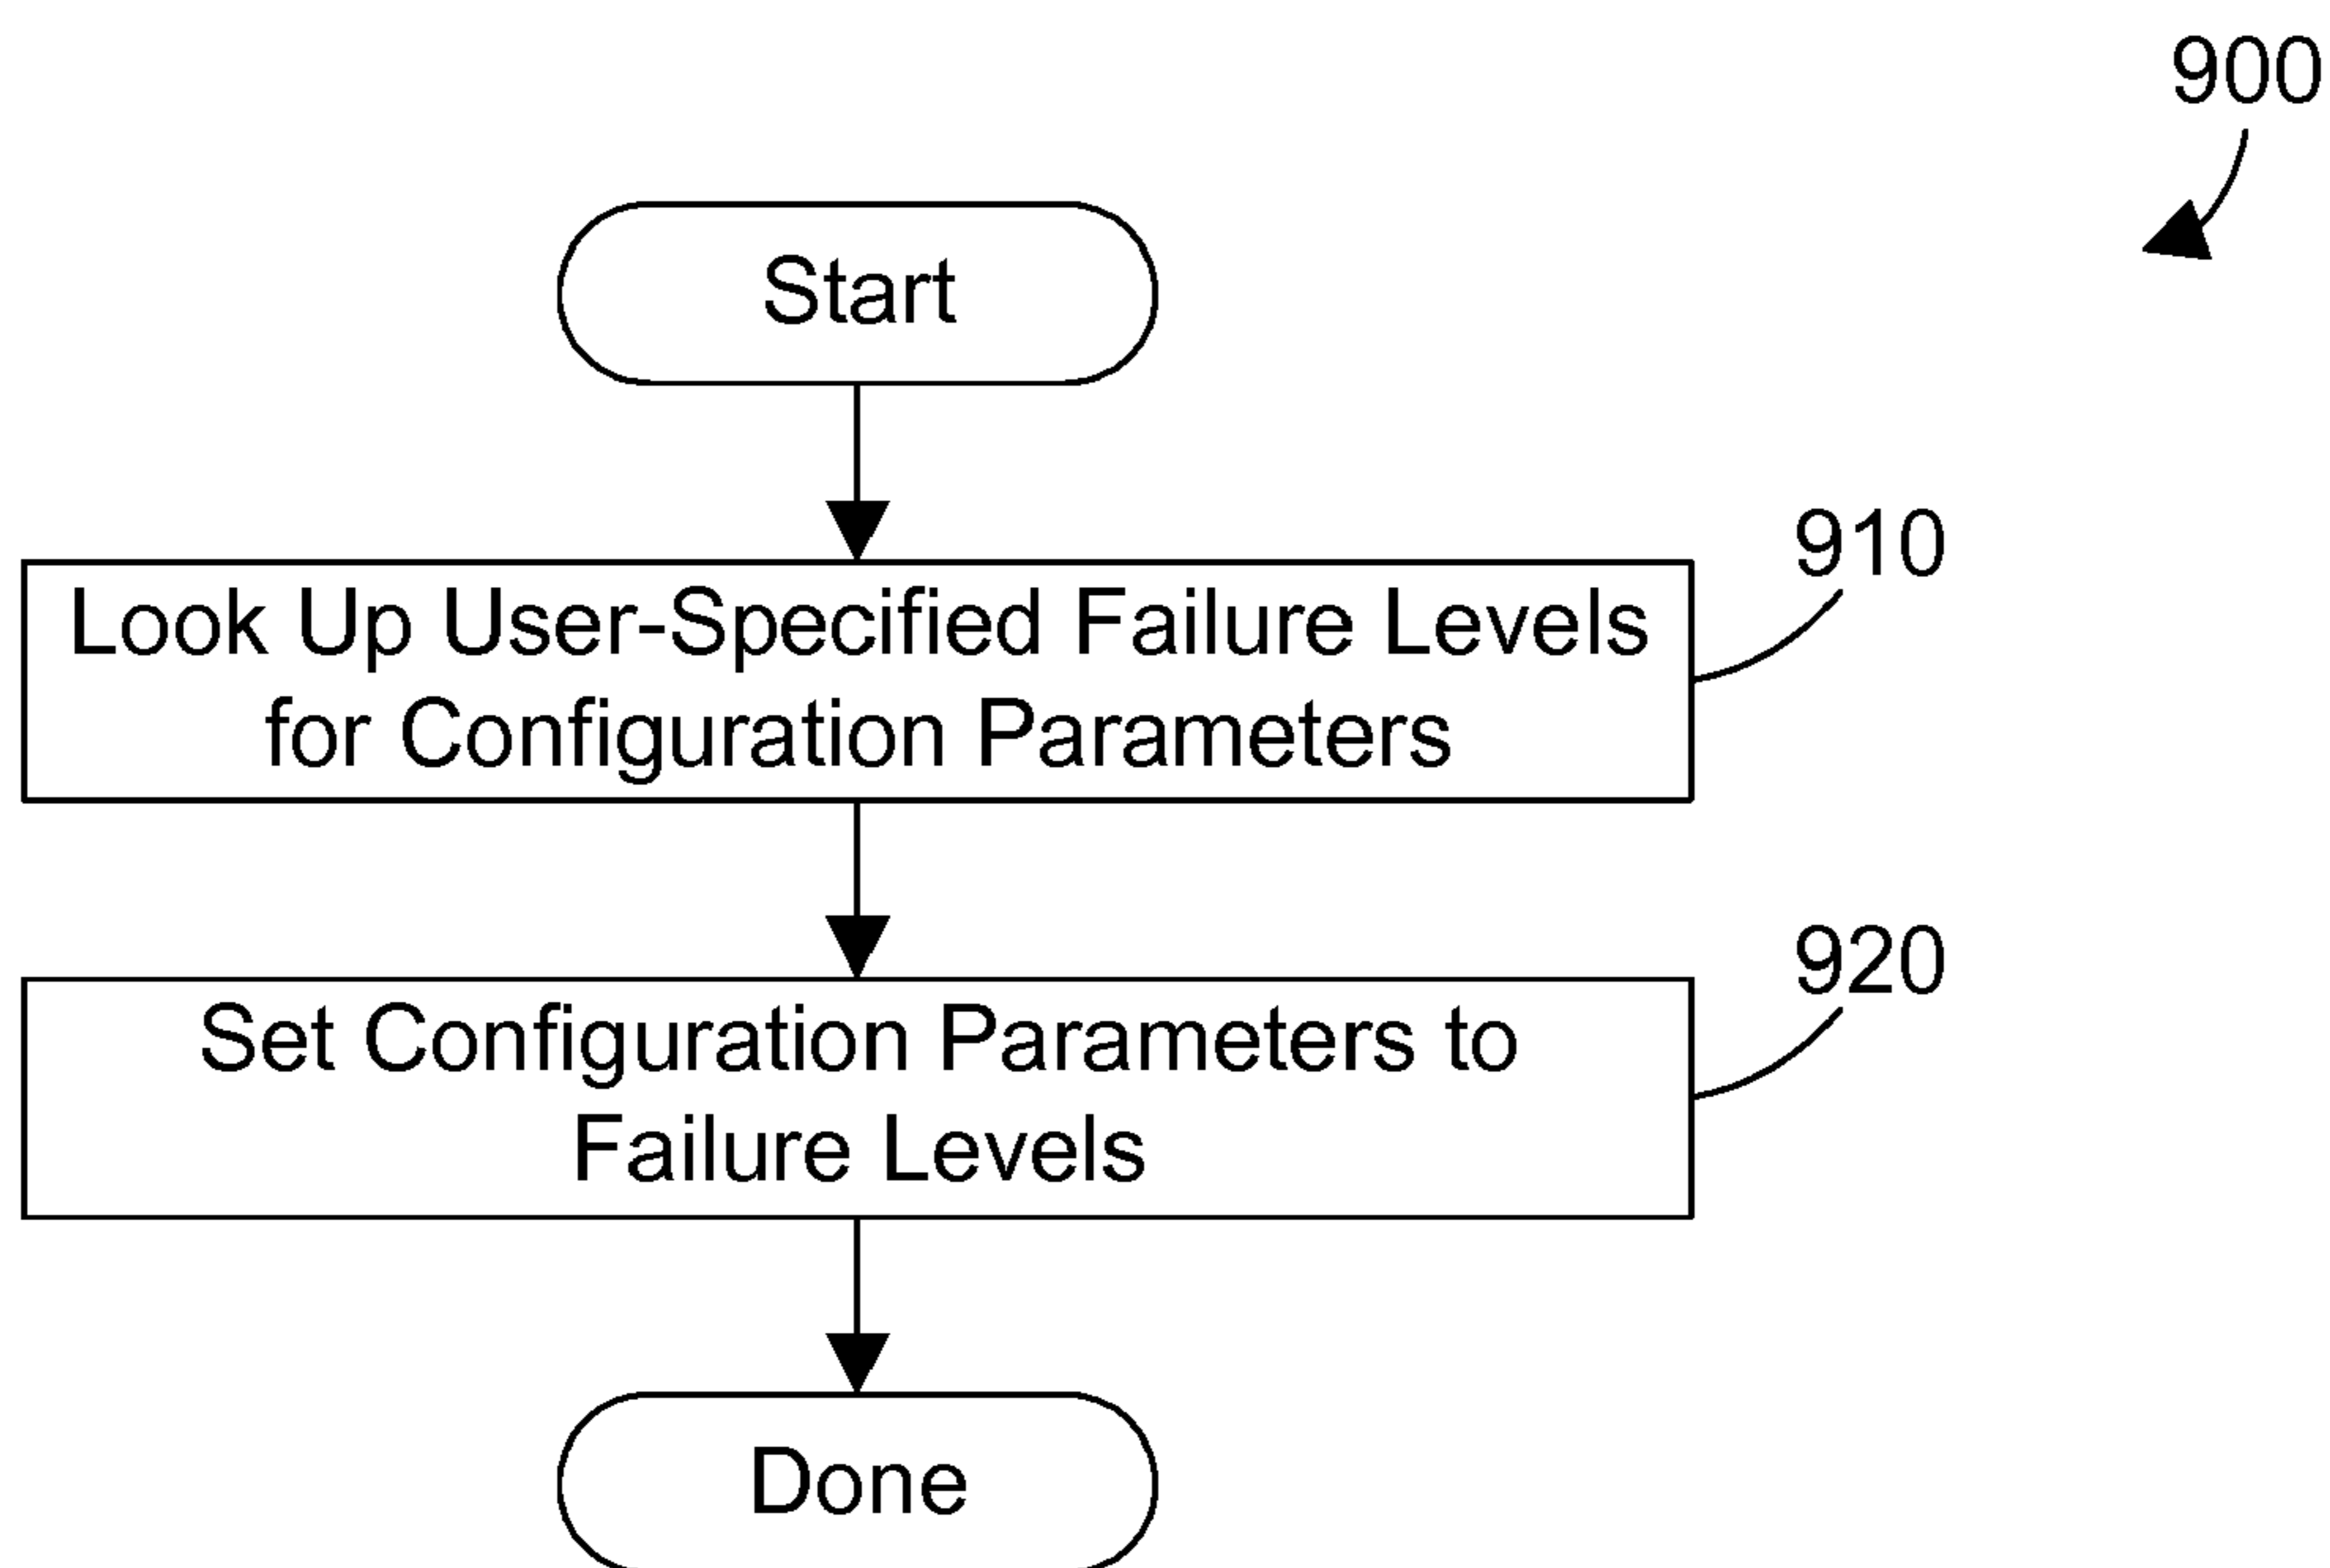 900
Start
910
Look Up User-Specified Failure Levels
for Configuration Parameters
920
Set Configuration Parameters to
Failure Levels
Done